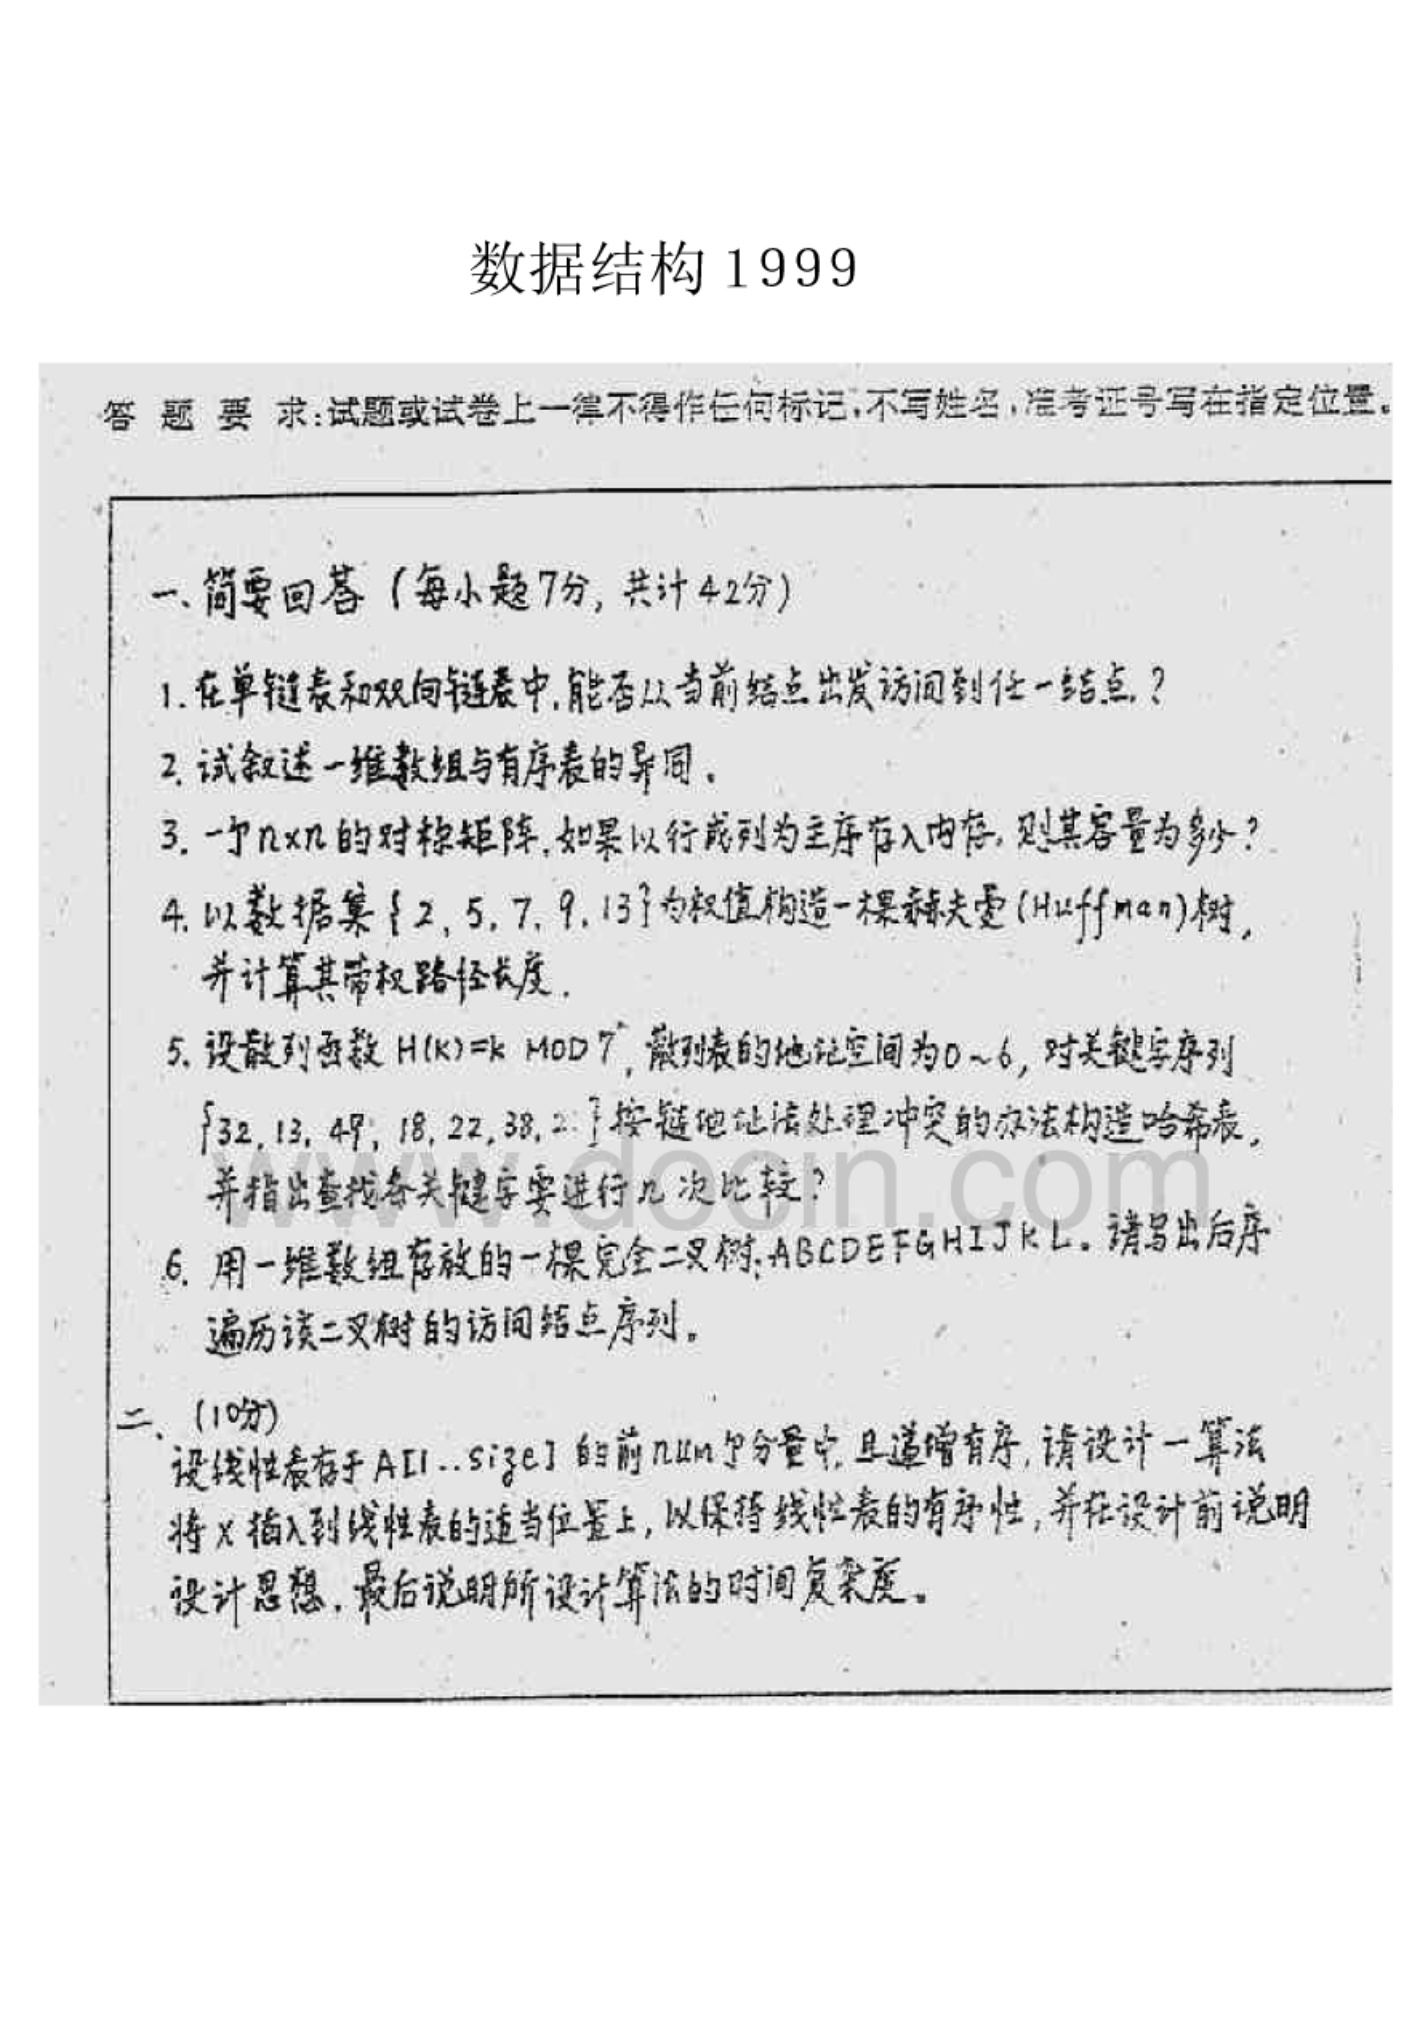 数据结构1999
答 题 要 求:试题或试卷上一律不得作任何标记,不写姓名,准考证号写在指定位置。
一、简要回答(每小题7分,共计42分)
1. 在单链表和双向链表中,能否从当前结点出发访问到任一结点?
2. 试叙述一维数组与有序表的异同。
3. 一个n×n的对称矩阵,如果以行或列为主序存入内存,则其容量为多少?
4. 以数据集{2, 5, 7, 9, 13}为权值构造一棵赫夫曼(Huffman)树,
并计算其带权路径长度.
5. 设散列函数H(K)=k MOD 7, 散列表的地址空间为0~6, 对关键字序列
{32, 13, 49, 18, 22, 38, 2 }按链地址法处理冲突的办法构造哈希表,
并指出查找各关键字要进行几次比较?
www.docin.com
6. 用一维数组存放的一棵完全二叉树:ABCDEFGHIJKL。请写出后序
遍历该二叉树的访问结点序列。
二、(10分)
设线性表存于A[1..size]的前num个分量中,且递增有序,请设计一算法
将x插入到线性表的适当位置上,以保持线性表的有序性,并在设计前说明
设计思想,最后说明所设计算法的时间复杂度。